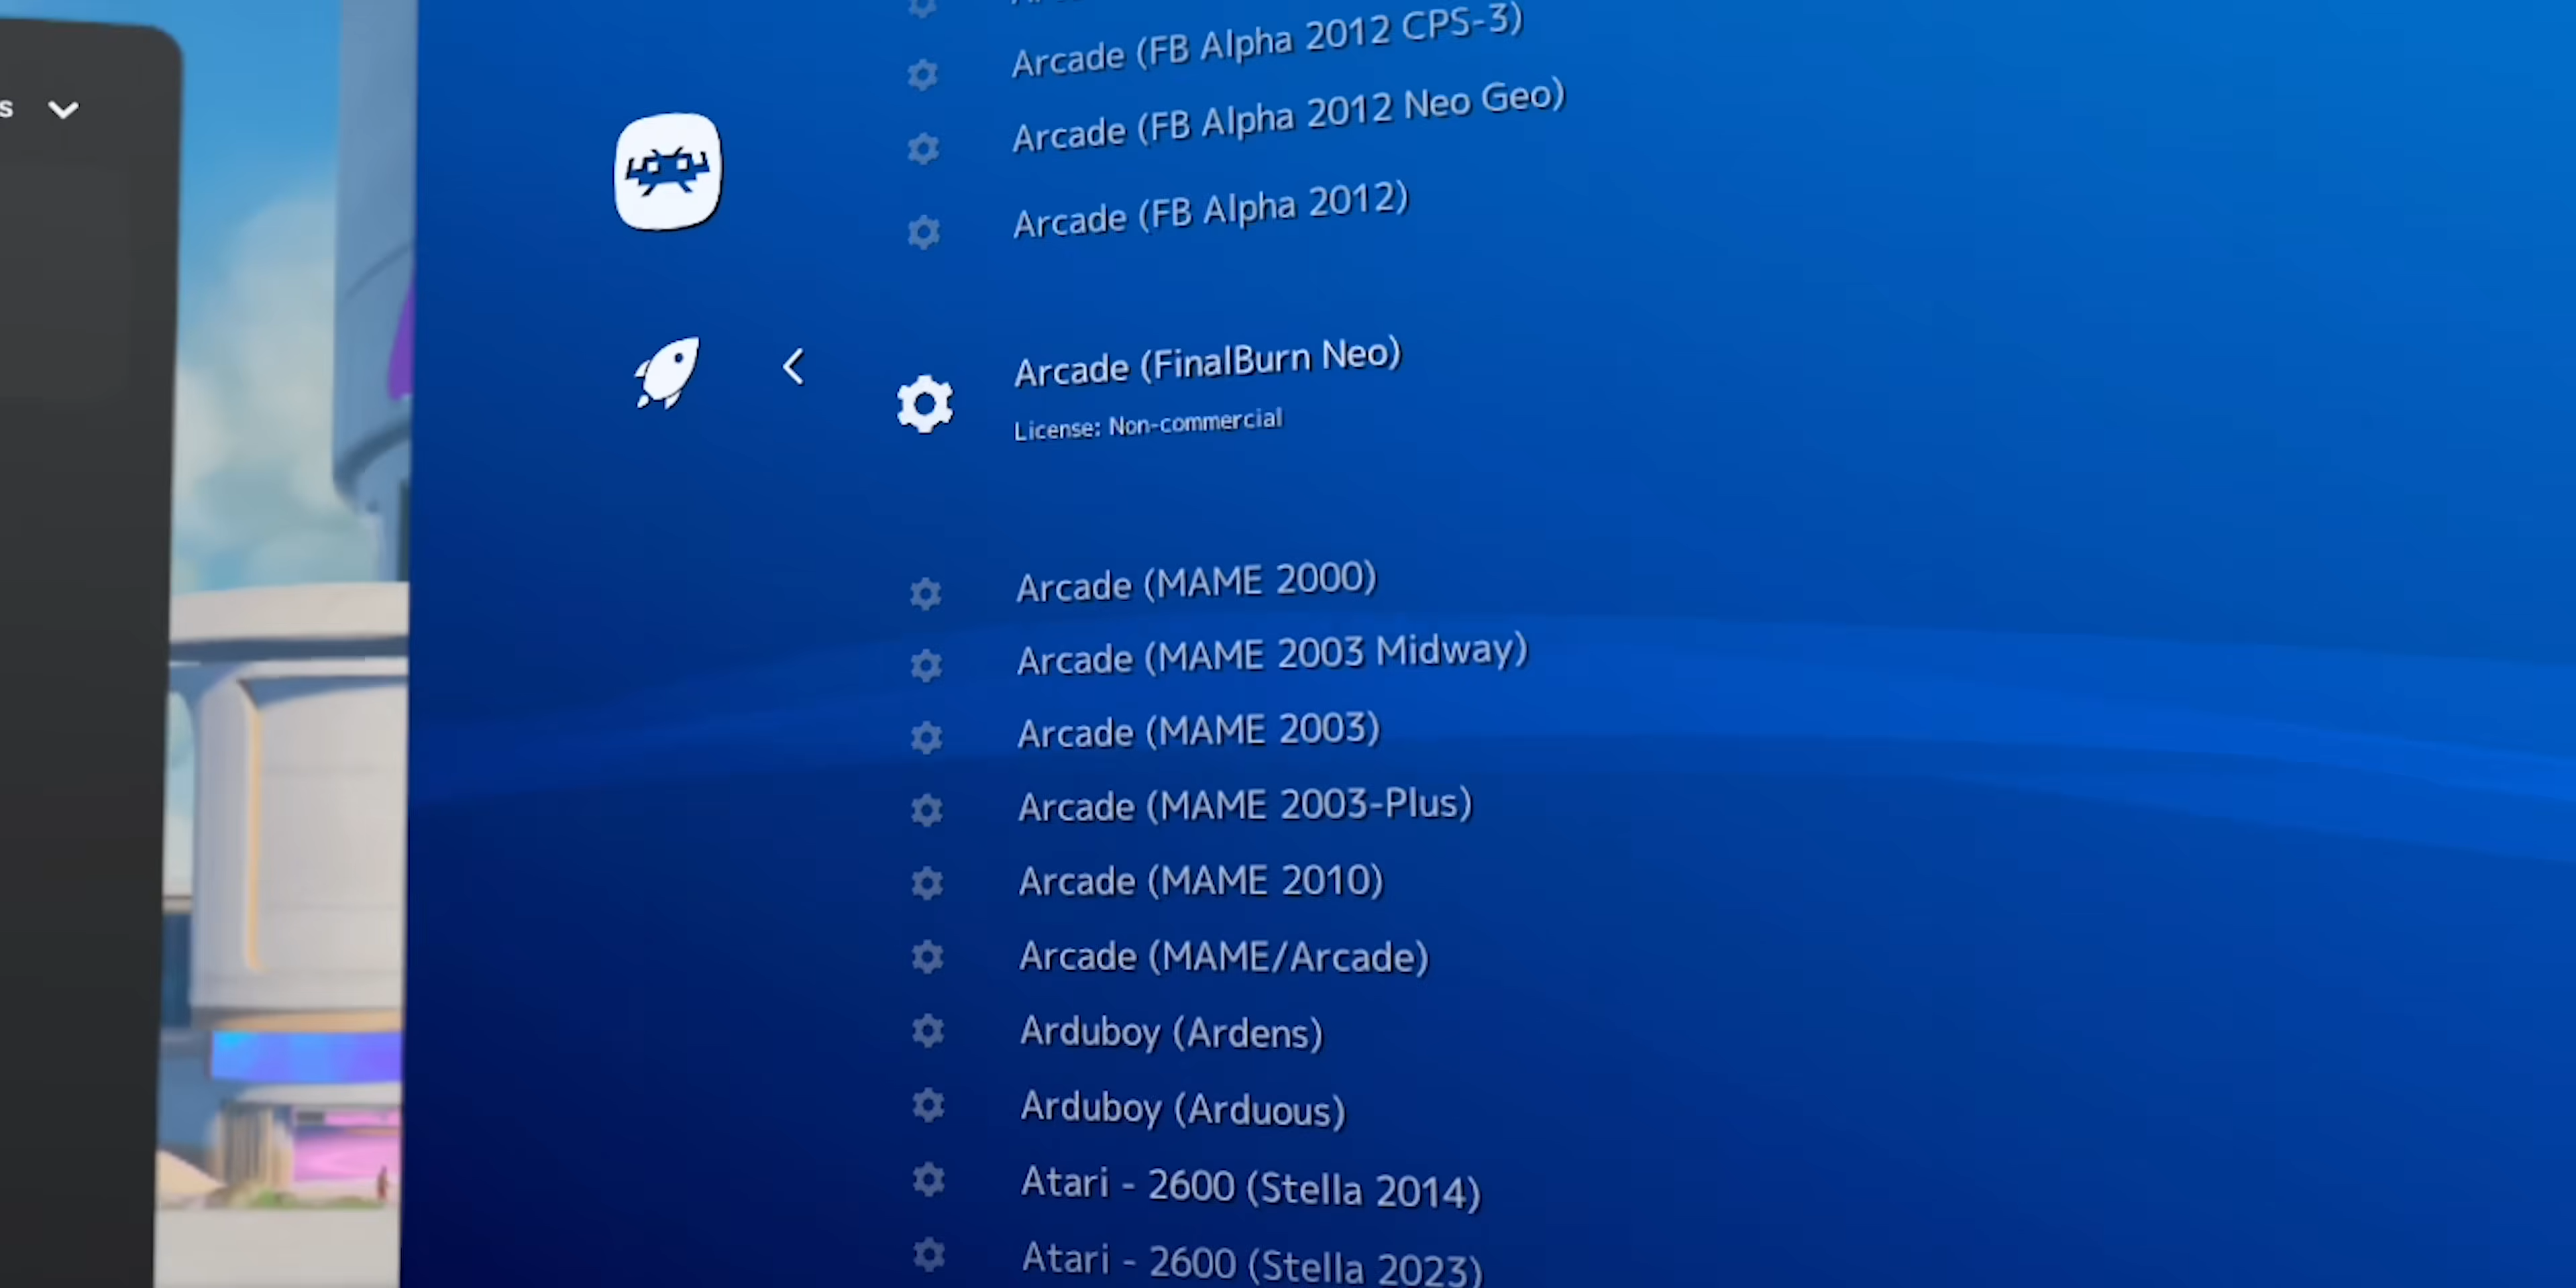 s
Arcade (FB Alpha 2012 CPS-3)
Arcade (FB Alpha 2012 Neo Geo)
Arcade (FB Alpha 2012)
Arcade (FinalBurn Neo)
License: Non-commercial
Arcade (MAME 2000)
Arcade (MAME 2003 Midway)
Arcade (MAME 2003)
Arcade (MAME 2003-Plus)
Arcade (MAME 2010)
Arcade (MAME/Arcade)
Arduboy (Ardens)
Arduboy (Arduous)
Atari - 2600 (Stella 2014)
Atari - 2600 (Stella 2023)